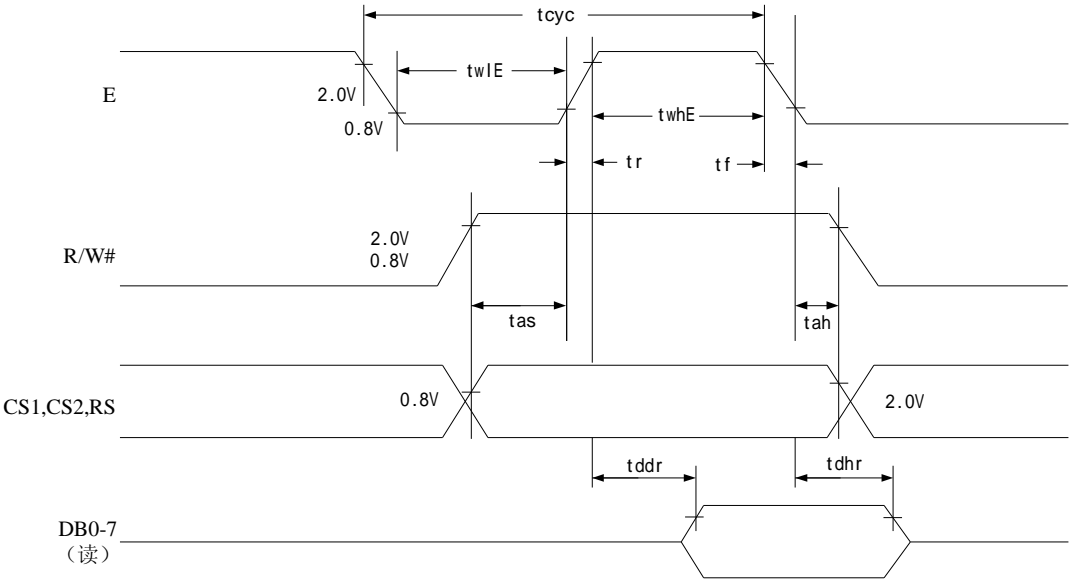 tcyc
twlE
E
2.0V
twhE
0.8V
tr
tf
2.0V
R/W#
0.8V
tas
tah
CS1,CS2,RS
0.8V
2.0V
tddr
tdhr
DB0-7
（读）